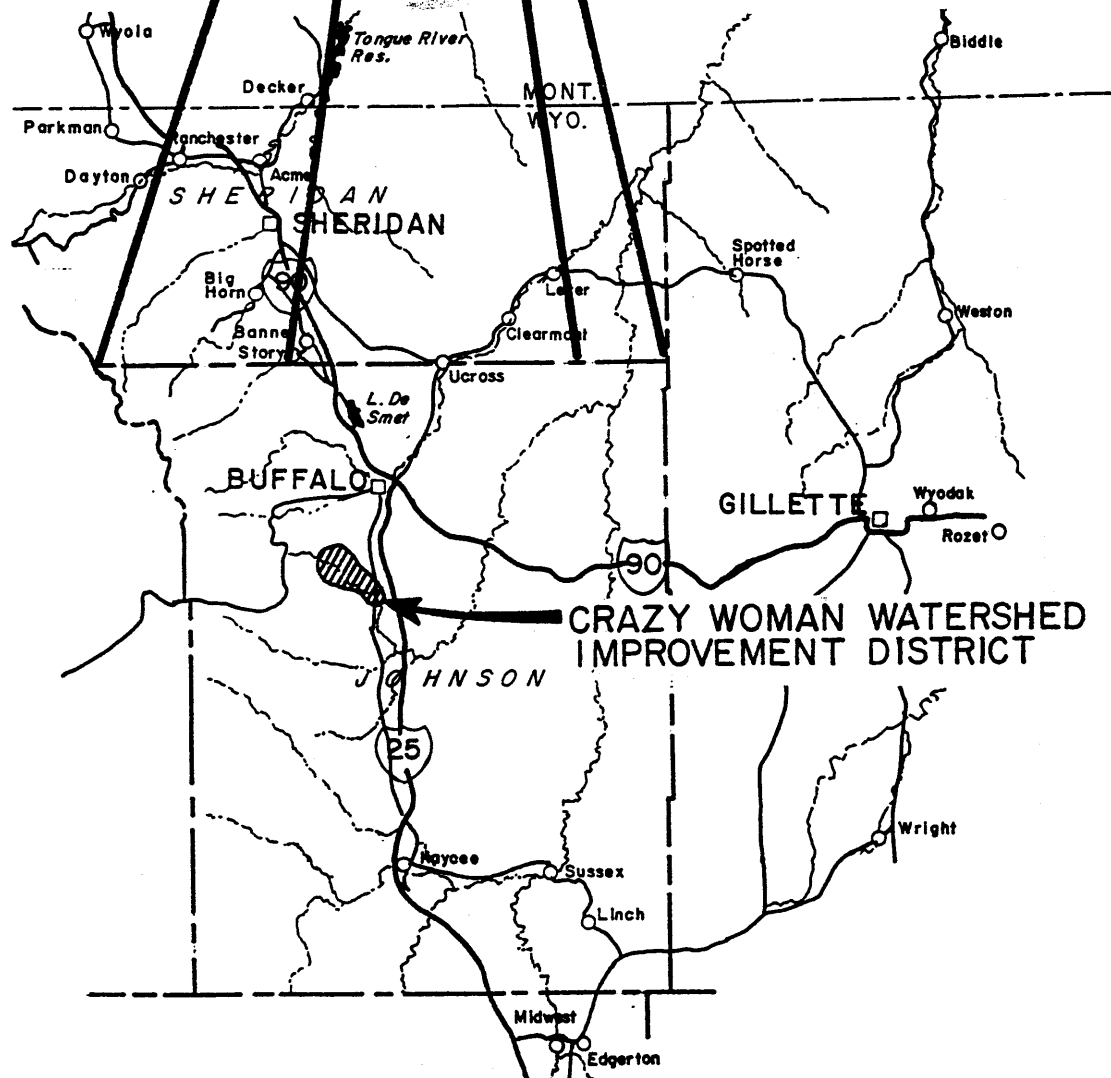 Wyola
Tongue River
Res.
Biddle
Decker
MONT.
WYO.
Parkman
Ranchester
Dayton
Acme
SHERIDAN
SHERIDAN
Spotted
Horse
Big
Horn
90
Leiter
Clearmont
Weston
Banner
Story
Ucross
L. De
Smet
BUFFALO
GILLETTE
Wyodak
Rozet
90
CRAZY WOMAN WATERSHED
IMPROVEMENT DISTRICT
JOHNSON
25
Wright
Kaycee
Sussex
Linch
Midwest
Edgerton